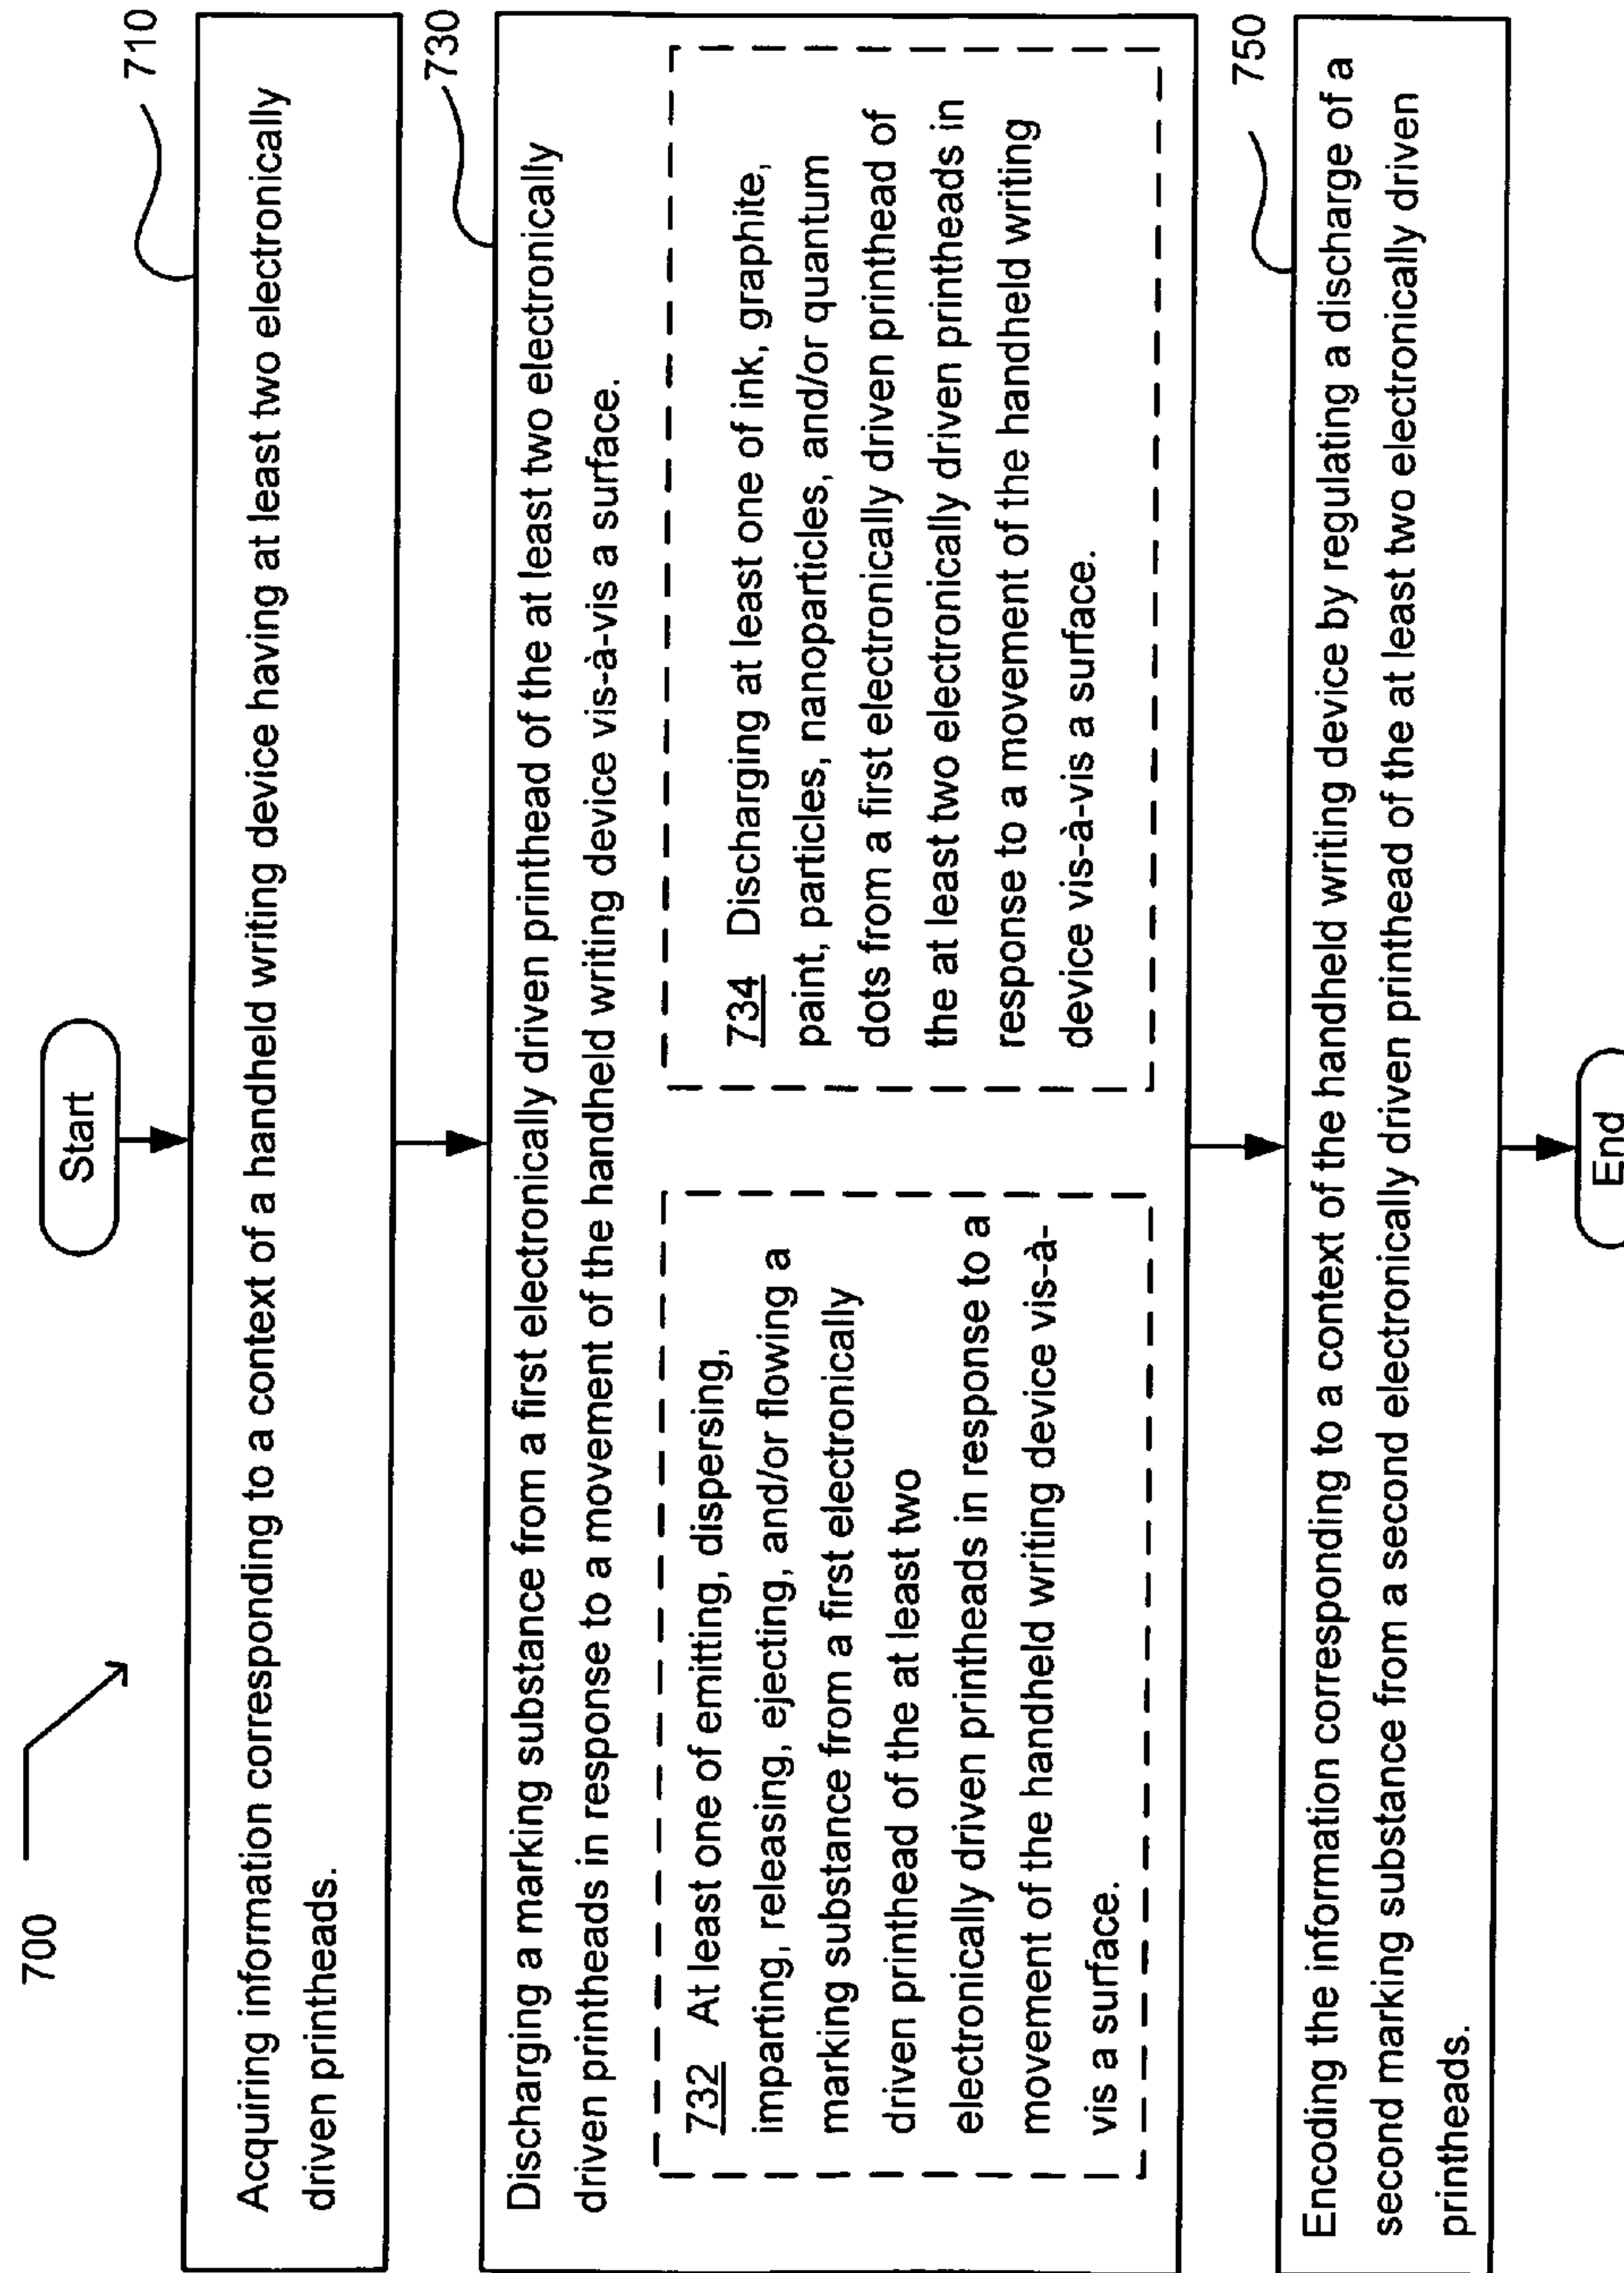 700
Start
710
Acquiring information corresponding to a context of a handheld writing device having at least two electronically
driven printheads.
730
Discharging a marking substance from a first electronically driven printhead of the at least two electronically
driven printheads in response to a movement of the handheld writing device vis-à-vis a surface.
732 At least one of emitting, dispersing,
imparting, releasing, ejecting, and/or flowing a
marking substance from a first electronically
driven printhead of the at least two
electronically driven printheads in response to a
movement of the handheld writing device vis-à-
vis a surface.
734 Discharging at least one of ink, graphite,
paint, particles, nanoparticles, and/or quantum
dots from a first electronically driven printhead of
the at least two electronically driven printheads in
response to a movement of the handheld writing
device vis-à-vis a surface.
750
Encoding the information corresponding to a context of the handheld writing device by regulating a discharge of a
second marking substance from a second electronically driven printhead of the at least two electronically driven
printheads.
End